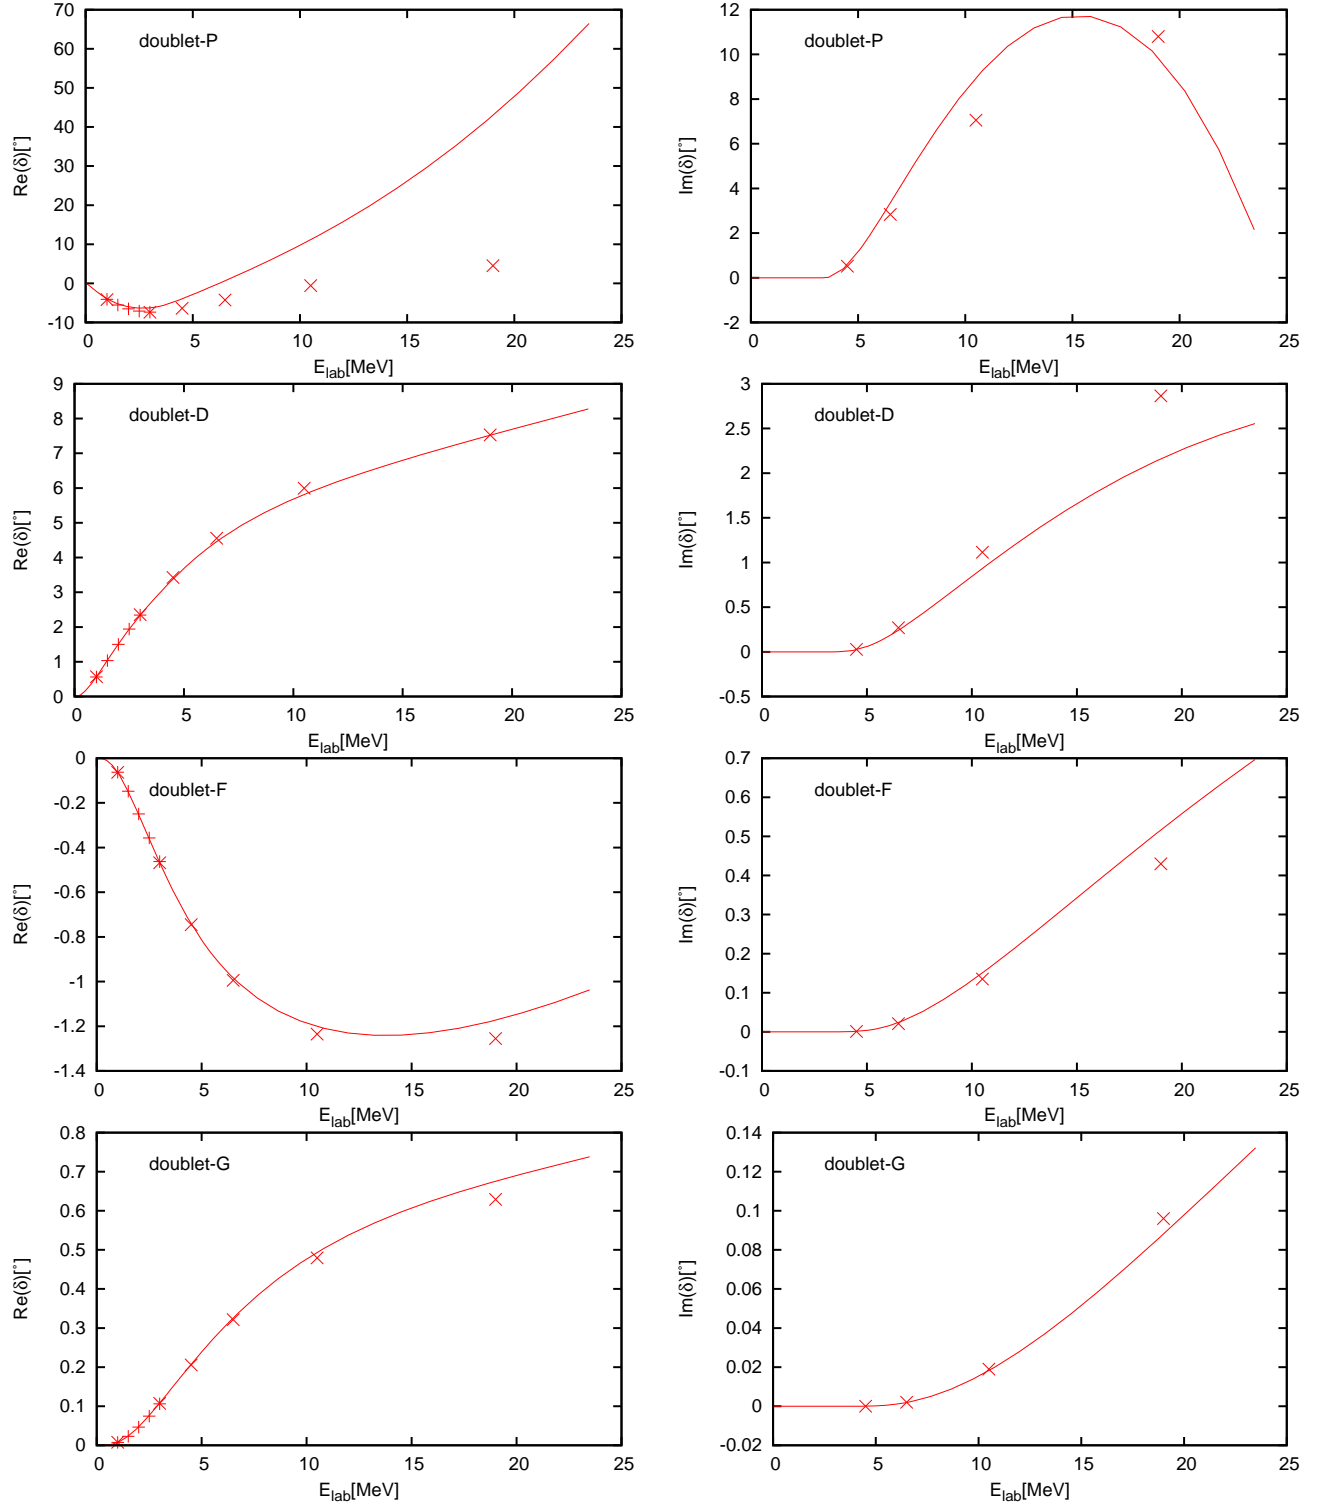 70
60
50
40
30
20
10
0
-10
Re(δ)[°]
doublet-P
0 5 10 15 20 25
E_lab[MeV]
12
10
8
6
4
2
0
-2
Im(δ)[°]
doublet-P
0 5 10 15 20 25
E_lab[MeV]
9
8
7
6
5
4
3
2
1
0
Re(δ)[°]
doublet-D
0 5 10 15 20 25
E_lab[MeV]
3
2.5
2
1.5
1
0.5
0
-0.5
Im(δ)[°]
doublet-D
0 5 10 15 20 25
E_lab[MeV]
0
-0.2
-0.4
-0.6
-0.8
-1
-1.2
-1.4
Re(δ)[°]
doublet-F
0 5 10 15 20 25
E_lab[MeV]
0.7
0.6
0.5
0.4
0.3
0.2
0.1
0
-0.1
Im(δ)[°]
doublet-F
0 5 10 15 20 25
E_lab[MeV]
0.8
0.7
0.6
0.5
0.4
0.3
0.2
0.1
0
Re(δ)[°]
doublet-G
0 5 10 15 20 25
E_lab[MeV]
0.14
0.12
0.1
0.08
0.06
0.04
0.02
0
-0.02
Im(δ)[°]
doublet-G
0 5 10 15 20 25
E_lab[MeV]